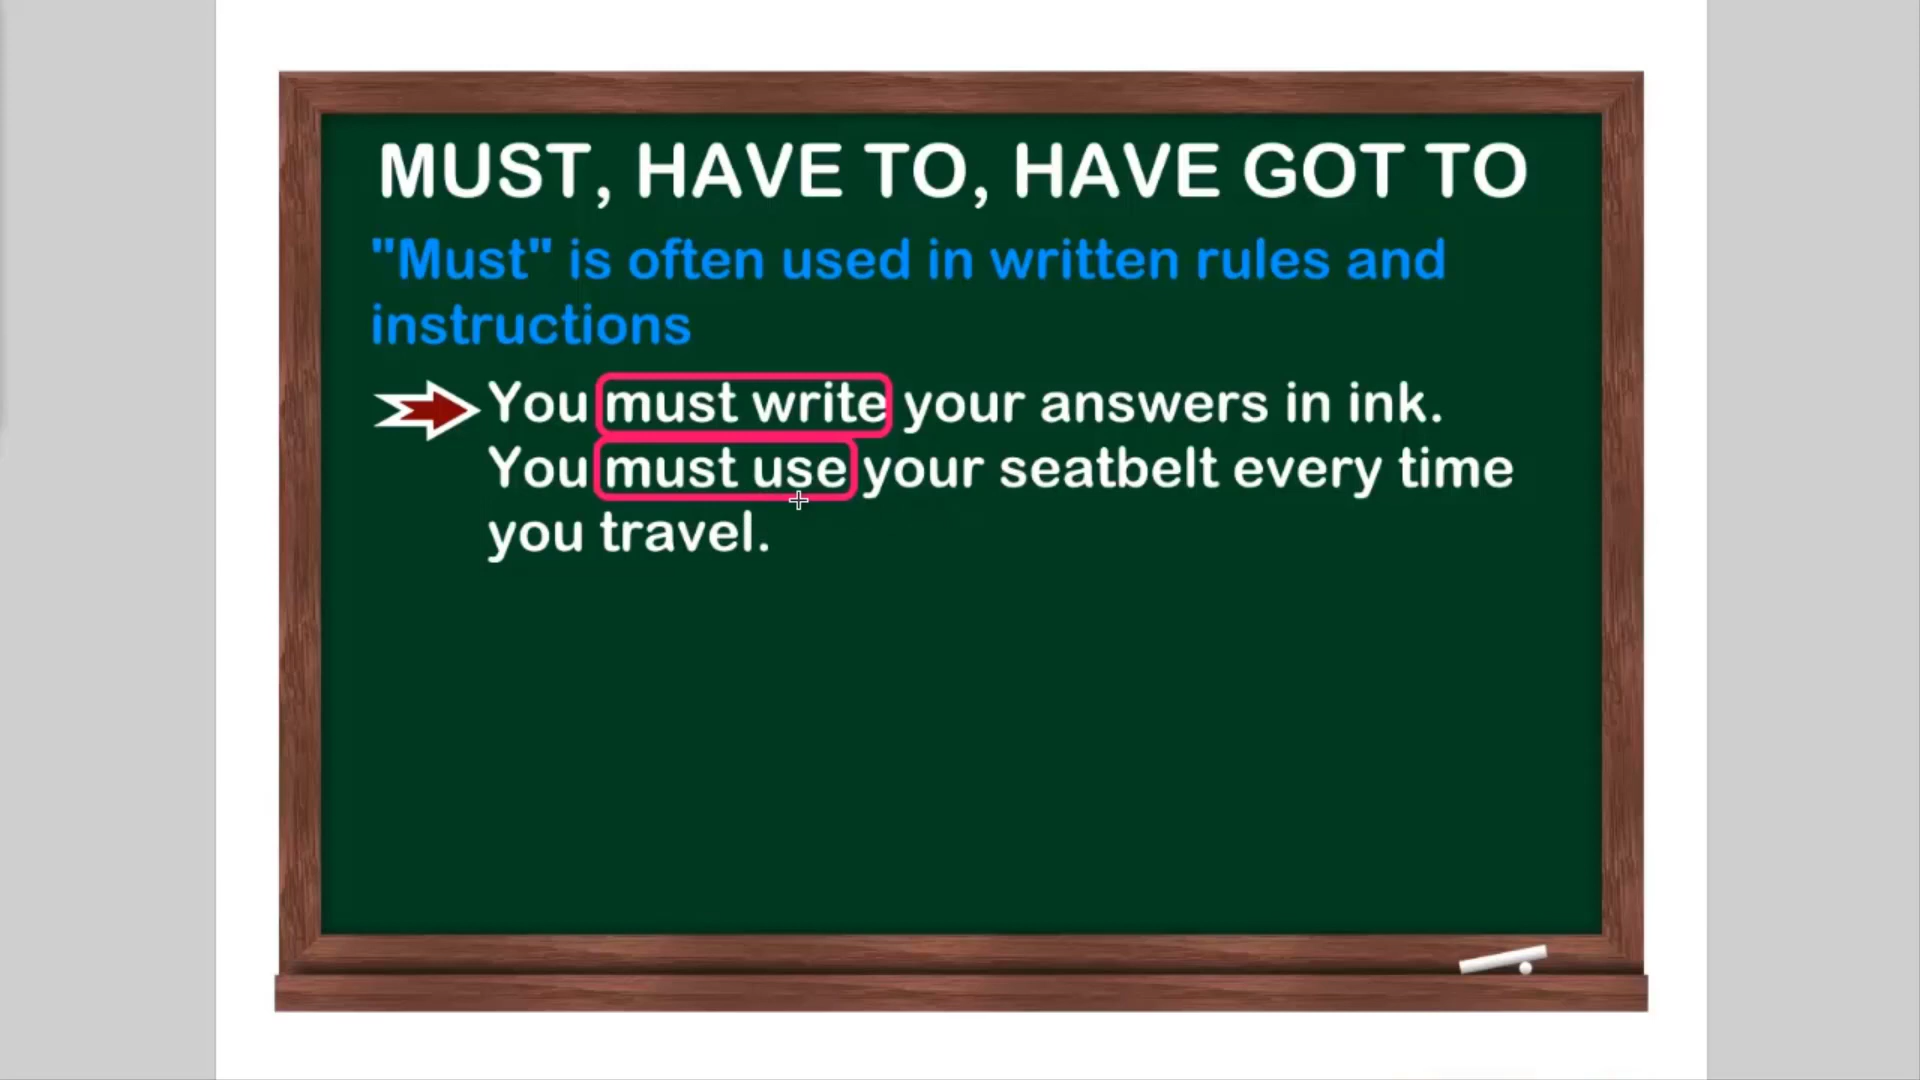 MUST, HAVE TO, HAVE GOT TO
"Must" is often used in written rules and
instructions
You must write your answers in ink.
You must use your seatbelt every time
you travel.